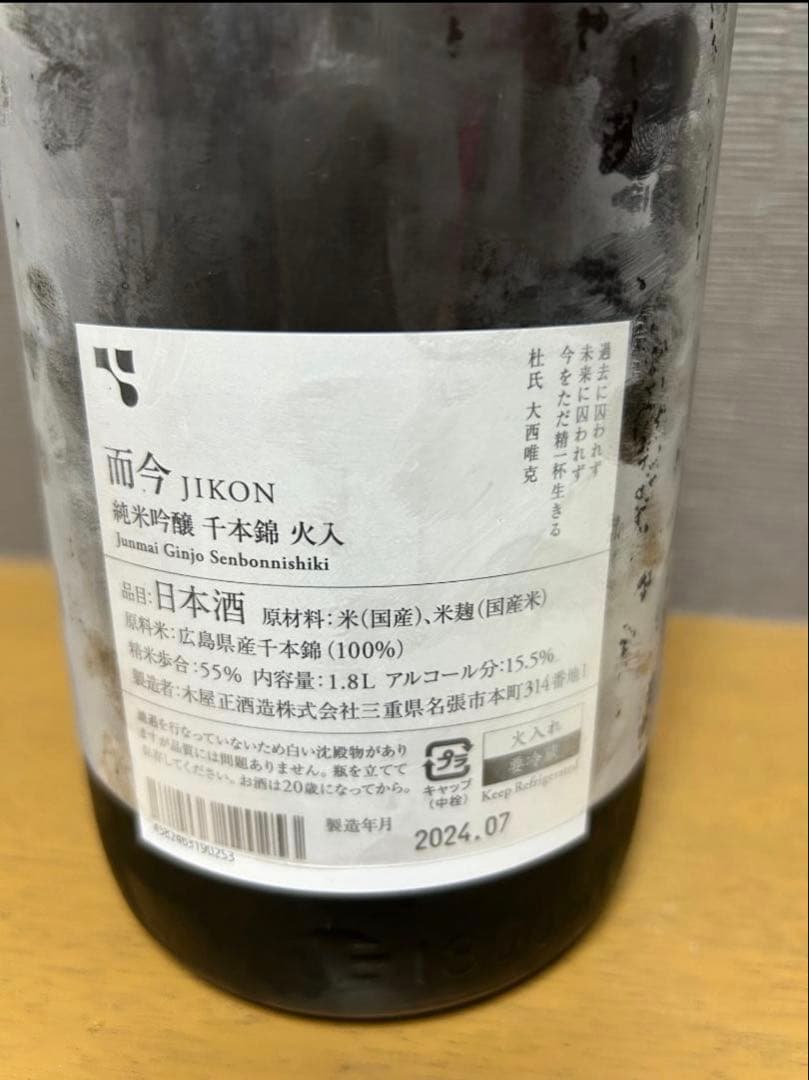 過去に囚われず
未来に囚われず
今をただ精一杯生きる
杜氏 大西唯克
而今 JIKON
純米吟醸 千本錦 火入
Junmai Ginjo Senbonnishiki
品目:日本酒 原材料:米(国産)、米麹(国産米)
原料米:広島県産千本錦(100%)
精米歩合:55% 内容量:1.8L アルコール分:15.5%
製造者:木屋正酒造株式会社三重県名張市本町314番地1
濾過を行なっていないため白い沈殿物があり
ますが品質には問題ありません。瓶を立てて
保存してください。お酒は20歳になってから。
プラ
キャップ
(中栓)
火入れ
要冷蔵
Keep Refrigerated
4582463190253
製造年月 2024.07